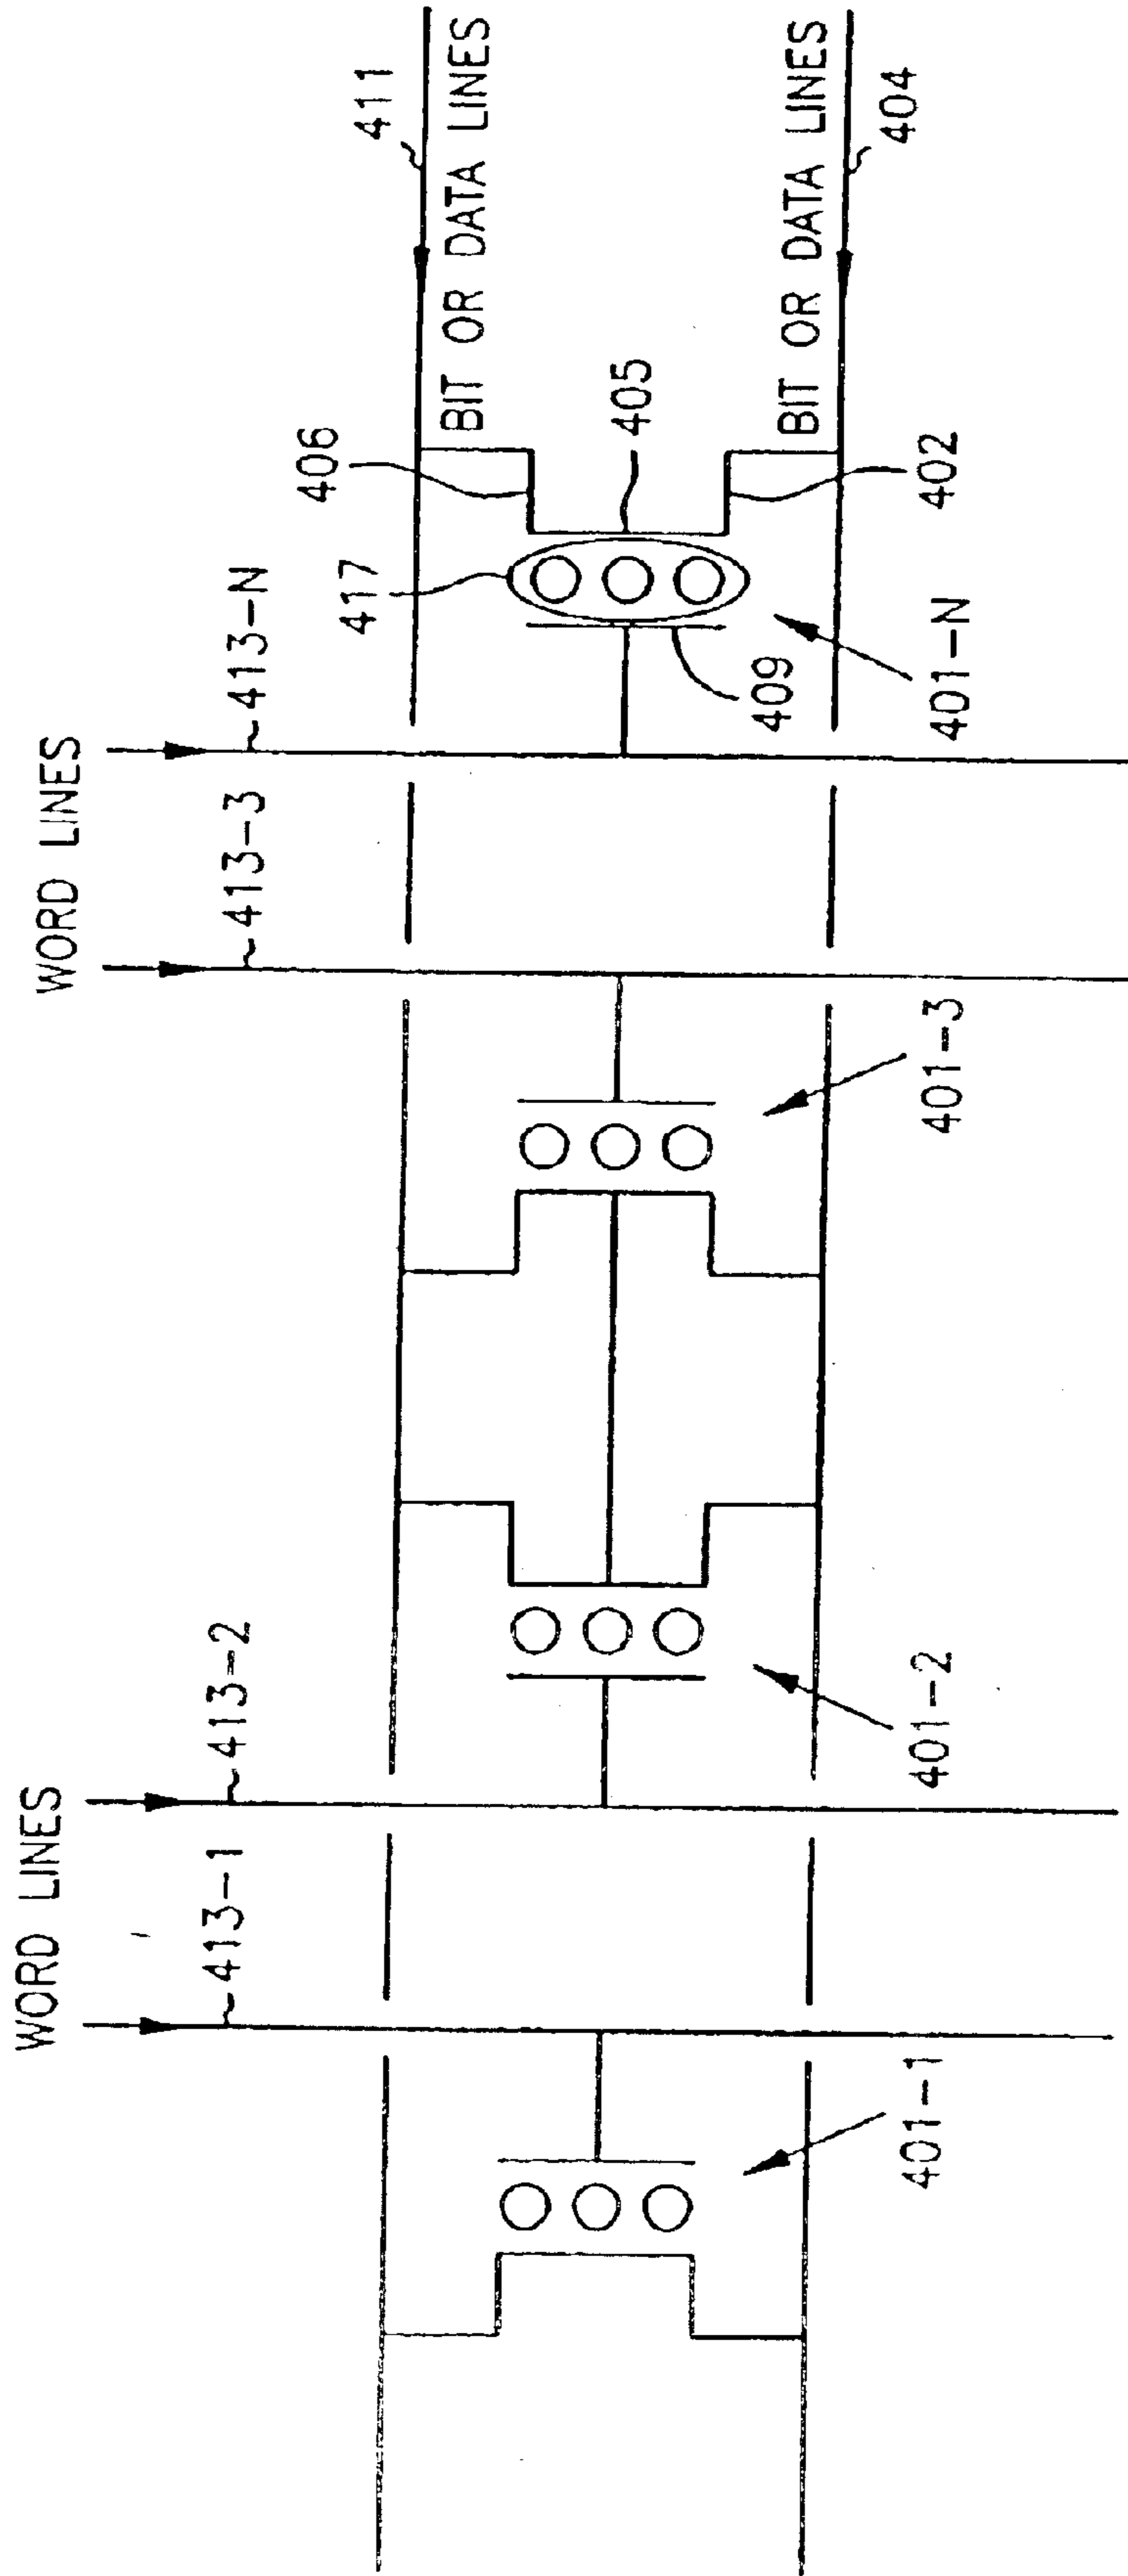 WORD LINES
WORD LINES
413-1
413-2
413-3
413-N
411
BIT OR DATA LINES
406
417
405
409
402
BIT OR DATA LINES
404
401-1
401-2
401-3
401-N